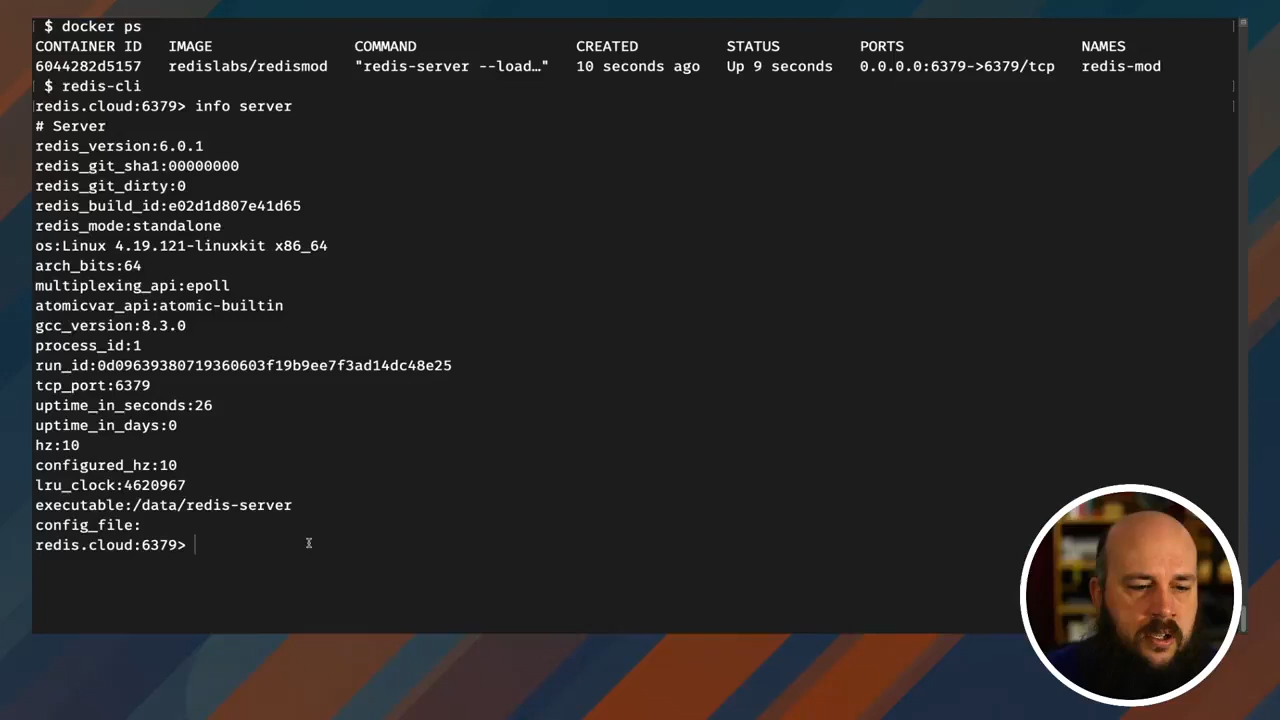 $ docker ps
CONTAINER ID IMAGE COMMAND CREATED STATUS PORTS NAMES
6044282d5157 redislabs/redismod "redis-server --load…" 10 seconds ago Up 9 seconds 0.0.0.0:6379->6379/tcp redis-mod
$ redis-cli
redis.cloud:6379> info server
# Server
redis_version:6.0.1
redis_git_sha1:00000000
redis_git_dirty:0
redis_build_id:e02d1d807e41d65
redis_mode:standalone
os:Linux 4.19.121-linuxkit x86_64
arch_bits:64
multiplexing_api:epoll
atomicvar_api:atomic-builtin
gcc_version:8.3.0
process_id:1
run_id:0d09639380719360603f19b9ee7f3ad14dc48e25
tcp_port:6379
uptime_in_seconds:26
uptime_in_days:0
hz:10
configured_hz:10
lru_clock:4620967
executable:/data/redis-server
config_file:
redis.cloud:6379>